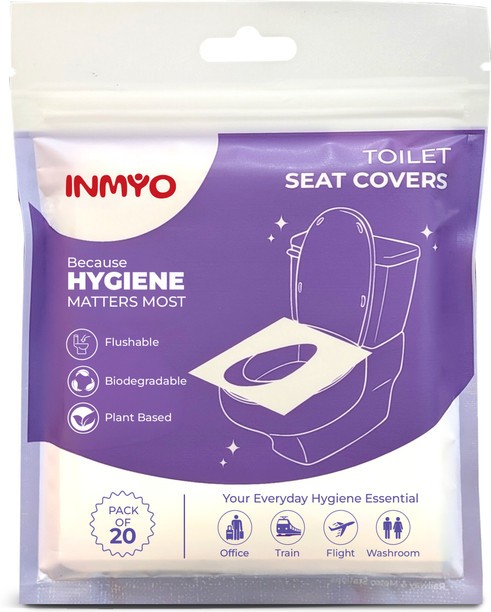 INMYO
TOILET
SEAT COVERS
Because
HYGIENE
MATTERS MOST
Flushable
Biodegradable
Plant Based
PACK
OF
20
Your Everyday Hygiene Essential
Office
Train
Flight
Washroom